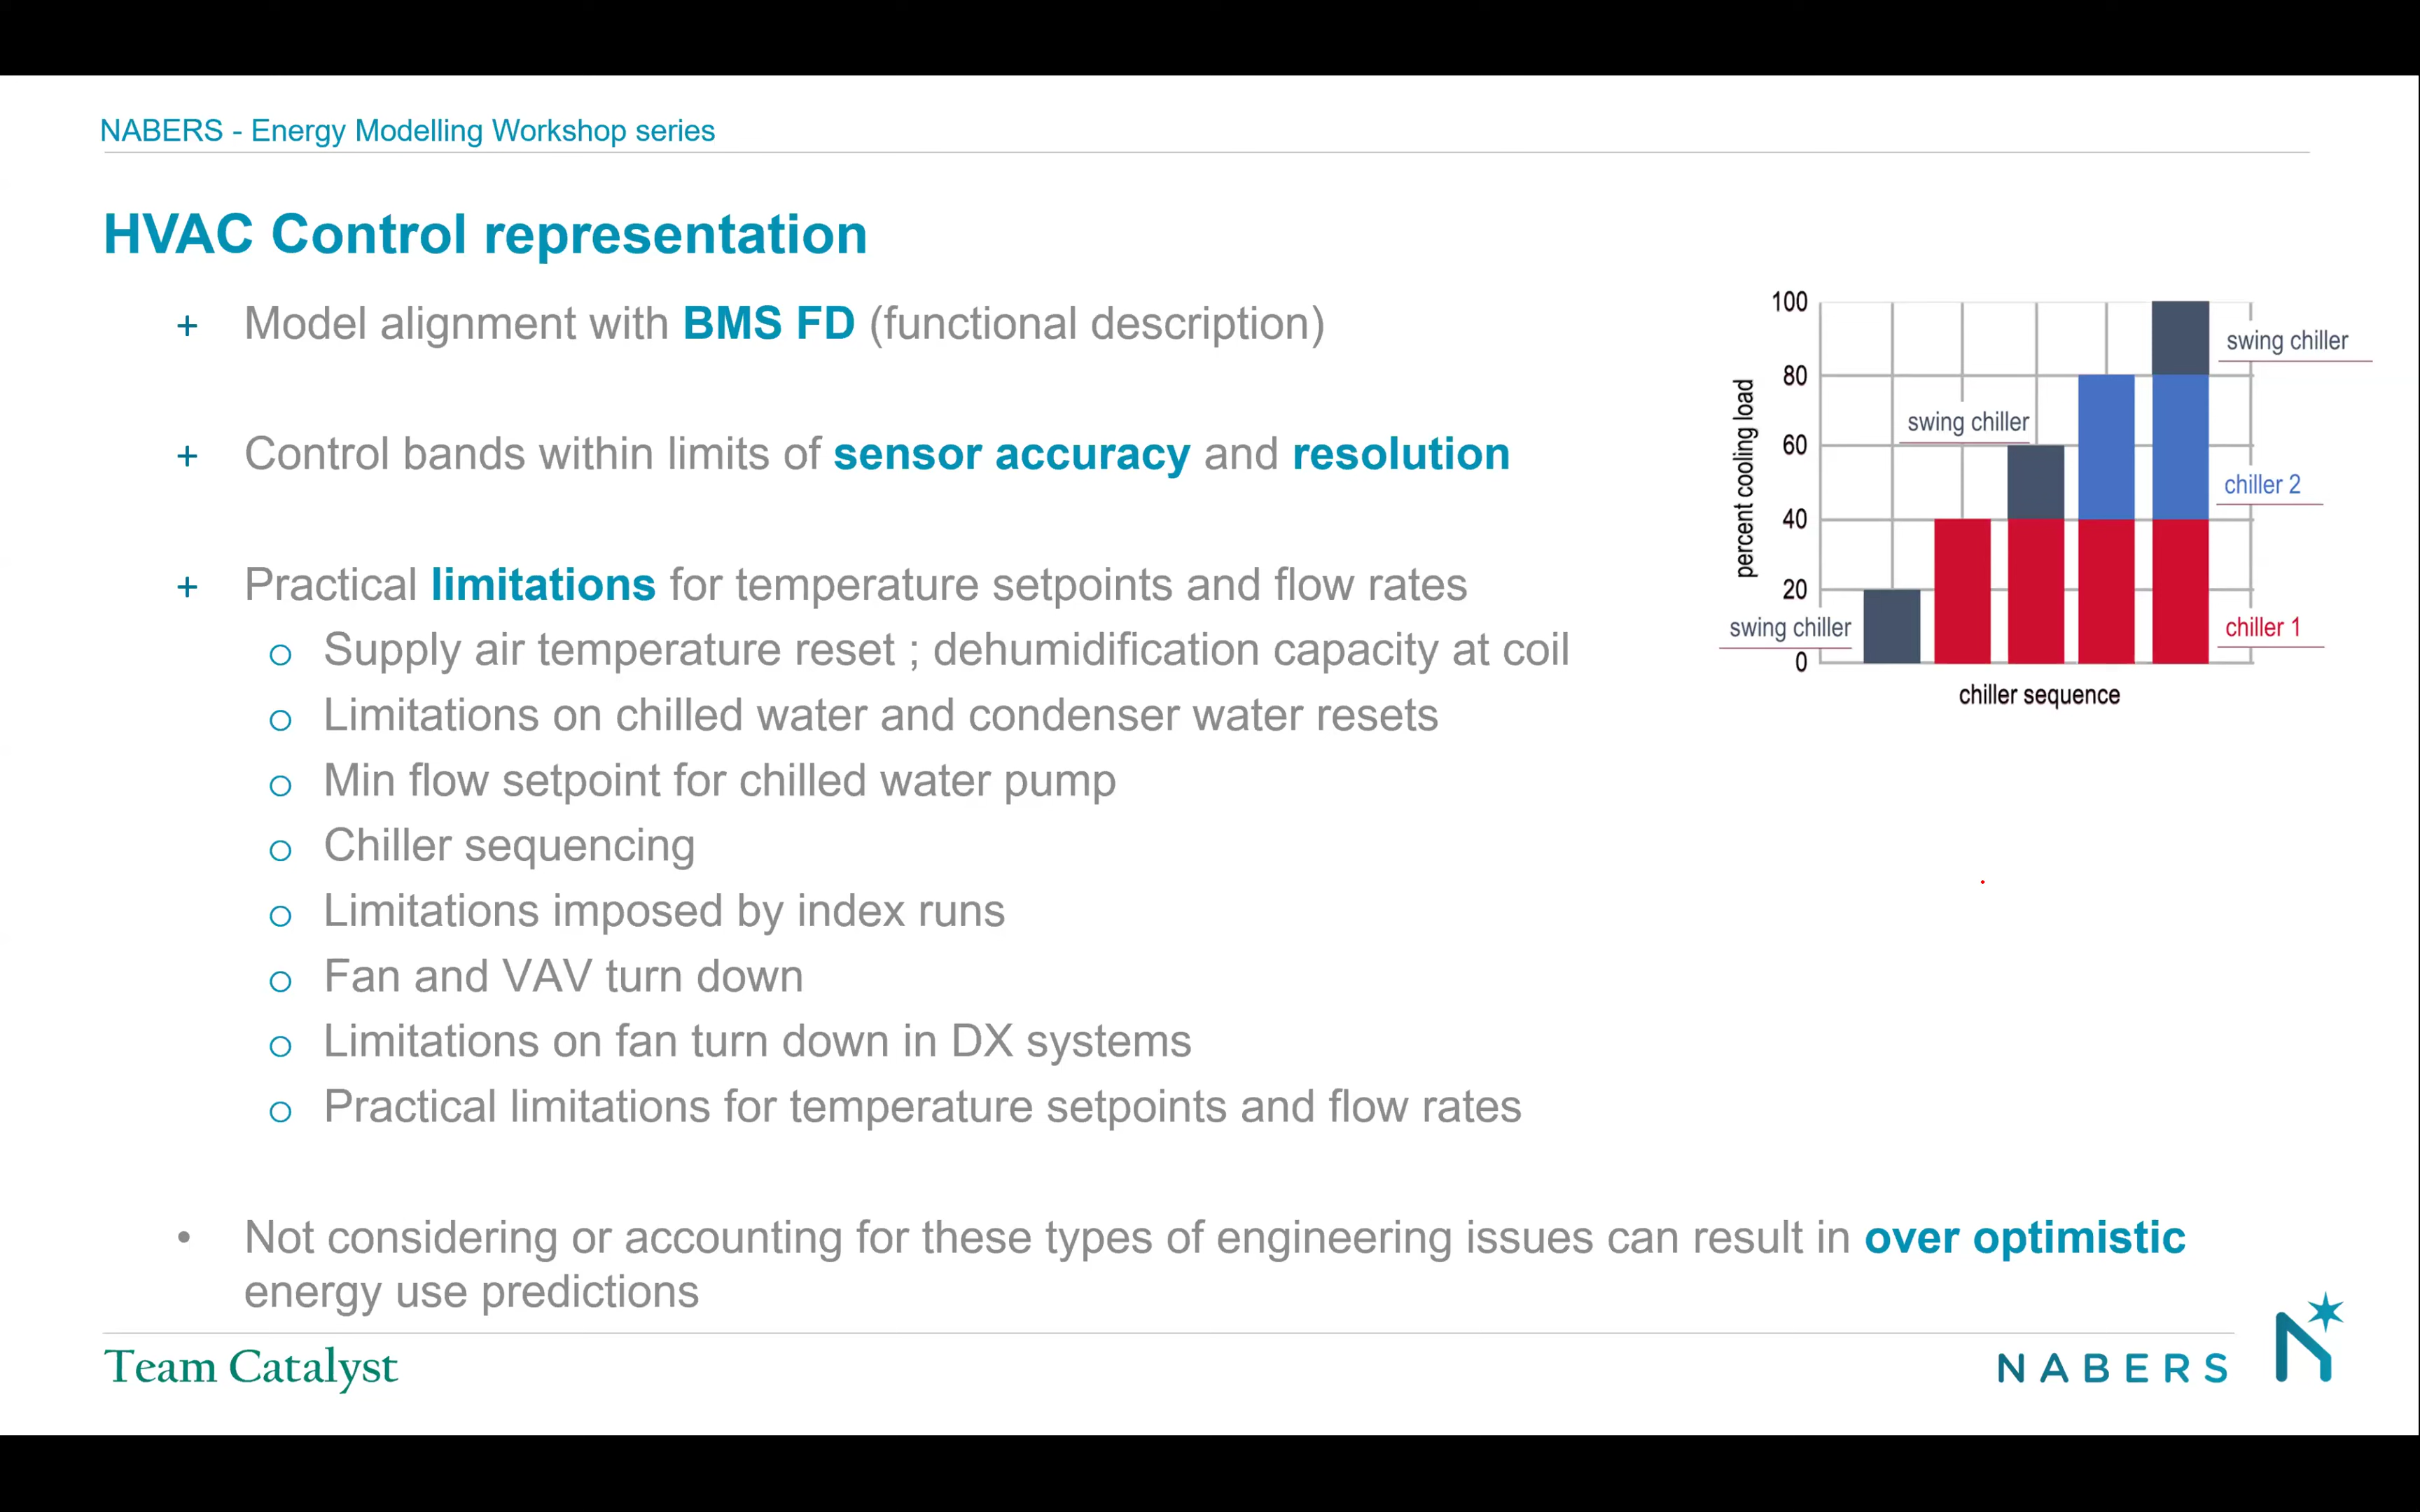 NABERS - Energy Modelling Workshop series
HVAC Control representation
+ Model alignment with BMS FD (functional description)
+ Control bands within limits of sensor accuracy and resolution
+ Practical limitations for temperature setpoints and flow rates
o Supply air temperature reset ; dehumidification capacity at coil
o Limitations on chilled water and condenser water resets
o Min flow setpoint for chilled water pump
o Chiller sequencing
o Limitations imposed by index runs
o Fan and VAV turn down
o Limitations on fan turn down in DX systems
o Practical limitations for temperature setpoints and flow rates
• Not considering or accounting for these types of engineering issues can result in over optimistic
energy use predictions
percent cooling load
100
80
60
40
20
0
swing chiller
swing chiller
swing chiller
chiller 2
chiller 1
chiller sequence
Team Catalyst
NABERS